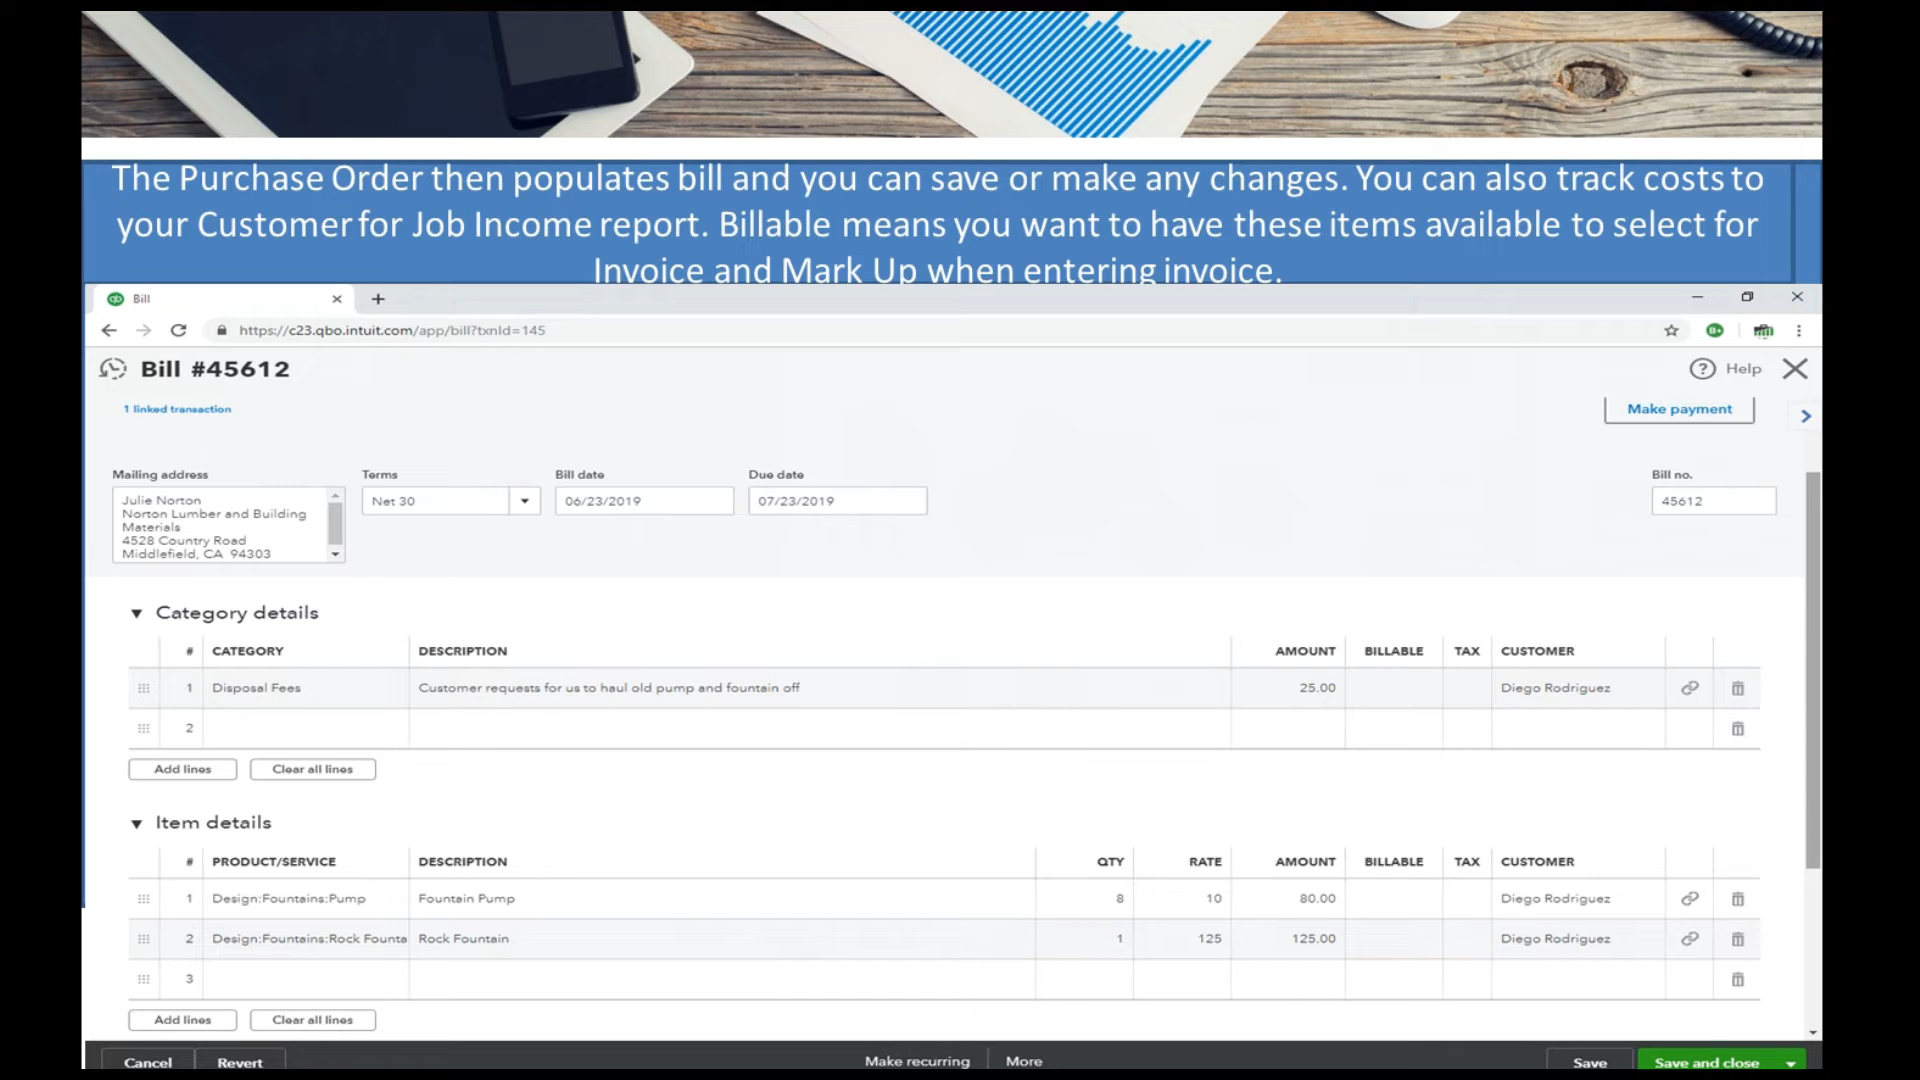 The Purchase Order then populates bill and you can save or make any changes. You can also track costs to
your Customer for Job Income report. Billable means you want to have these items available to select for
Invoice and Mark Up when entering invoice.
qb Bill
https://c23.qbo.intuit.com/app/bill?txnId=145
Bill #45612
Help
1 linked transaction
Make payment
Mailing address Terms Bill date Due date Bill no.
Julie Norton
Norton Lumber and Building
Materials
4528 Country Road
Middlefield, CA 94303
Net 30 06/23/2019 07/23/2019 45612
Category details
# CATEGORY DESCRIPTION AMOUNT BILLABLE TAX CUSTOMER
1 Disposal Fees Customer requests for us to haul old pump and fountain off 25.00 Diego Rodriguez
2
Add lines Clear all lines
Item details
# PRODUCT/SERVICE DESCRIPTION QTY RATE AMOUNT BILLABLE TAX CUSTOMER
1 Design:Fountains:Pump Fountain Pump 8 10 80.00 Diego Rodriguez
2 Design:Fountains:Rock Founta Rock Fountain 1 125 125.00 Diego Rodriguez
3
Add lines Clear all lines
Cancel Revert Make recurring More Save Save and close